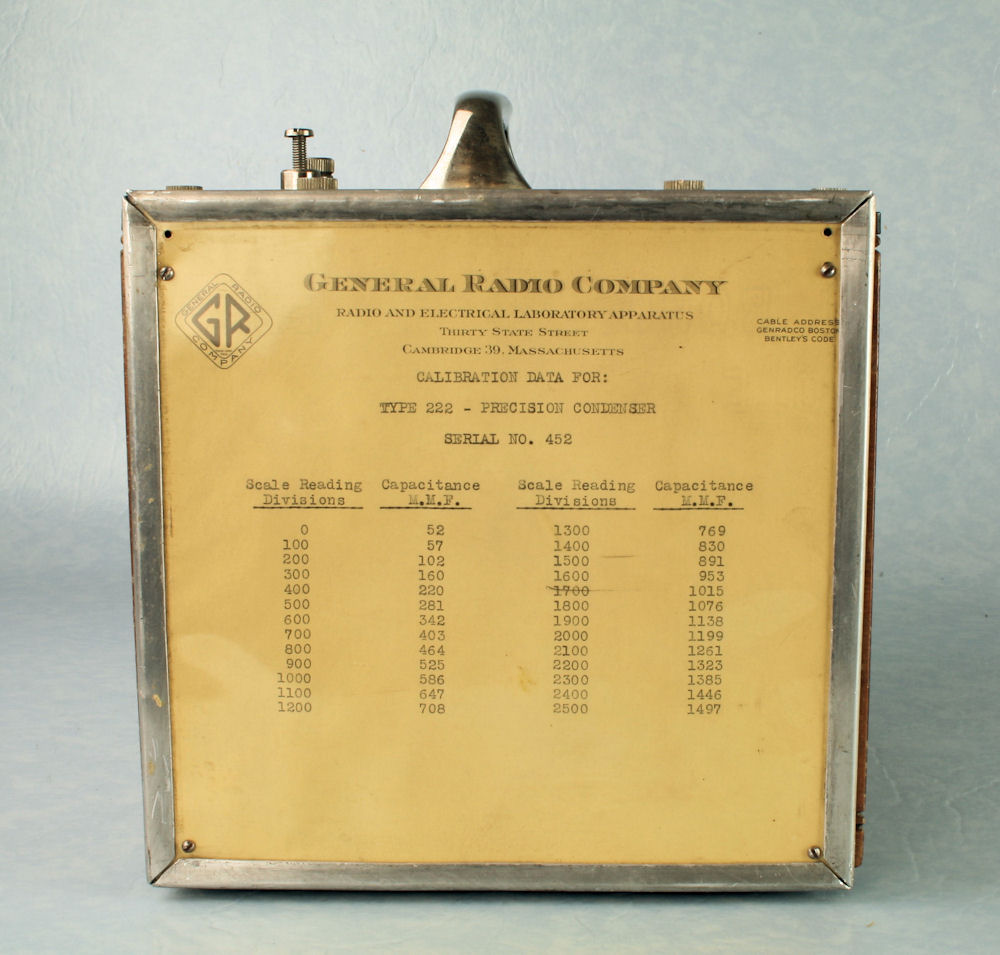 GENERAL RADIO COMPANY
GR
GENERAL RADIO COMPANY
RADIO AND ELECTRICAL LABORATORY APPARATUS
THIRTY STATE STREET
CAMBRIDGE 39, MASSACHUSETTS
CABLE ADDRESS
GENRADCO BOSTON
BENTLEY'S CODE
CALIBRATION DATA FOR:
TYPE 222 - PRECISION CONDENSER
SERIAL NO. 452
Scale Reading Capacitance Scale Reading Capacitance
Divisions M.M.F. Divisions M.M.F.
0 52 1300 769
100 57 1400 830
200 102 1500 891
300 160 1600 953
400 220 1700 1015
500 281 1800 1076
600 342 1900 1138
700 403 2000 1199
800 464 2100 1261
900 525 2200 1323
1000 586 2300 1385
1100 647 2400 1446
1200 708 2500 1497